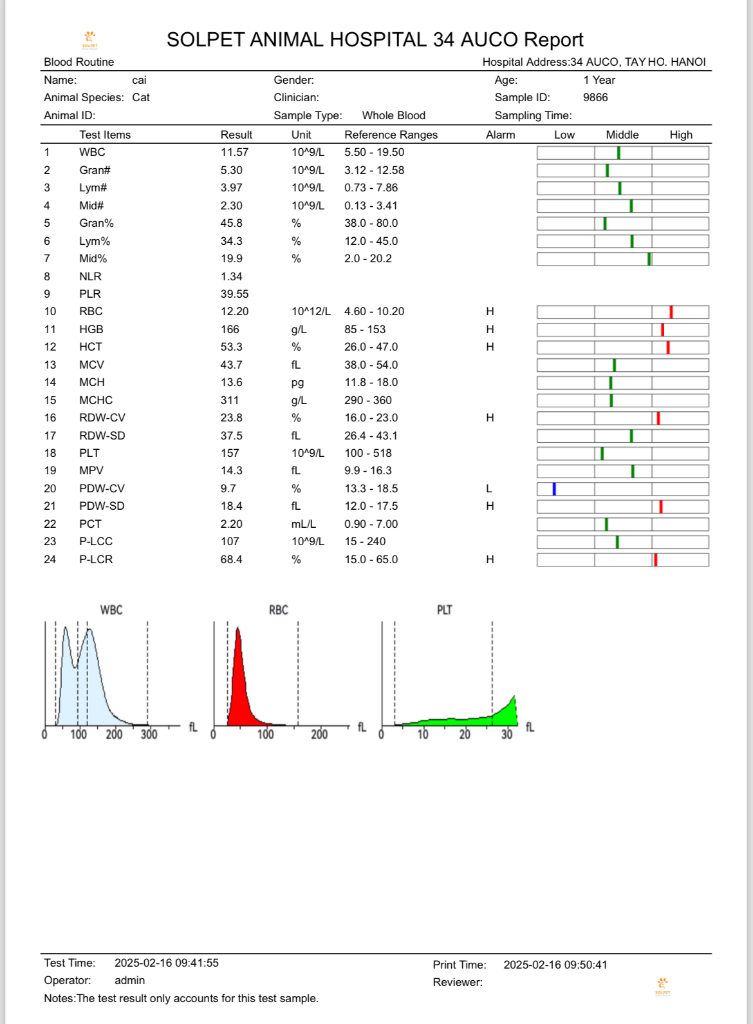 SOLPET ANIMAL HOSPITAL 34 AUCO Report
Blood Routine Hospital Address:34 AUCO, TAY HO. HANOI
Name: cai Gender: Age: 1 Year
Animal Species: Cat Clinician: Sample ID: 9866
Animal ID: Sample Type: Whole Blood Sampling Time:
Test Items Result Unit Reference Ranges Alarm Low Middle High
1 WBC 11.57 10^9/L 5.50 - 19.50
2 Gran# 5.30 10^9/L 3.12 - 12.58
3 Lym# 3.97 10^9/L 0.73 - 7.86
4 Mid# 2.30 10^9/L 0.13 - 3.41
5 Gran% 45.8 % 38.0 - 80.0
6 Lym% 34.3 % 12.0 - 45.0
7 Mid% 19.9 % 2.0 - 20.2
8 NLR 1.34
9 PLR 39.55
10 RBC 12.20 10^12/L 4.60 - 10.20 H
11 HGB 166 g/L 85 - 153 H
12 HCT 53.3 % 26.0 - 47.0 H
13 MCV 43.7 fL 38.0 - 54.0
14 MCH 13.6 pg 11.8 - 18.0
15 MCHC 311 g/L 290 - 360
16 RDW-CV 23.8 % 16.0 - 23.0 H
17 RDW-SD 37.5 fL 26.4 - 43.1
18 PLT 157 10^9/L 100 - 518
19 MPV 14.3 fL 9.9 - 16.3
20 PDW-CV 9.7 % 13.3 - 18.5 L
21 PDW-SD 18.4 fL 12.0 - 17.5 H
22 PCT 2.20 mL/L 0.90 - 7.00
23 P-LCC 107 10^9/L 15 - 240
24 P-LCR 68.4 % 15.0 - 65.0 H
WBC RBC PLT
0 100 200 300 fL 0 100 200 fL 0 10 20 30 fL
Test Time: 2025-02-16 09:41:55 Print Time: 2025-02-16 09:50:41
Operator: admin Reviewer:
SOLPET
Notes:The test result only accounts for this test sample.